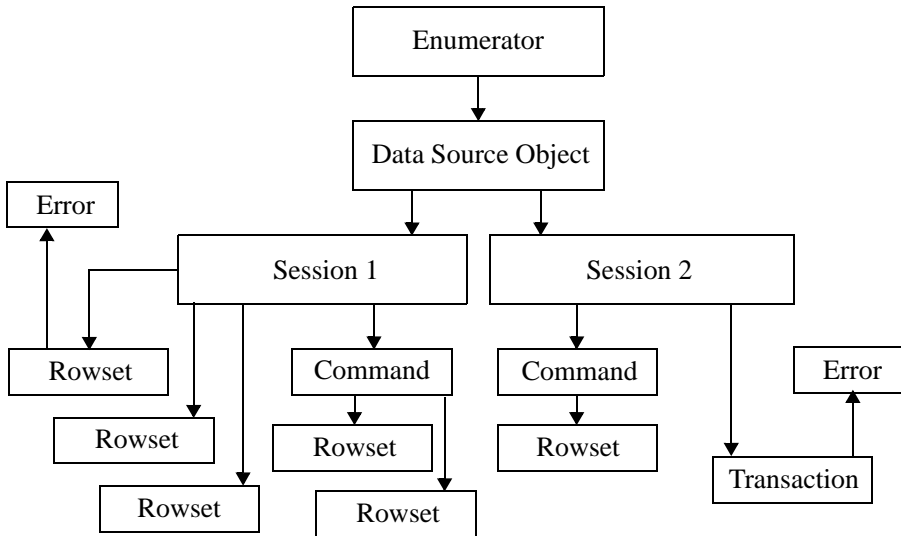 Enumerator
Data Source Object
Error
Session 1
Session 2
Rowset
Command
Command
Error
Rowset
Rowset
Rowset
Rowset
Rowset
Transaction